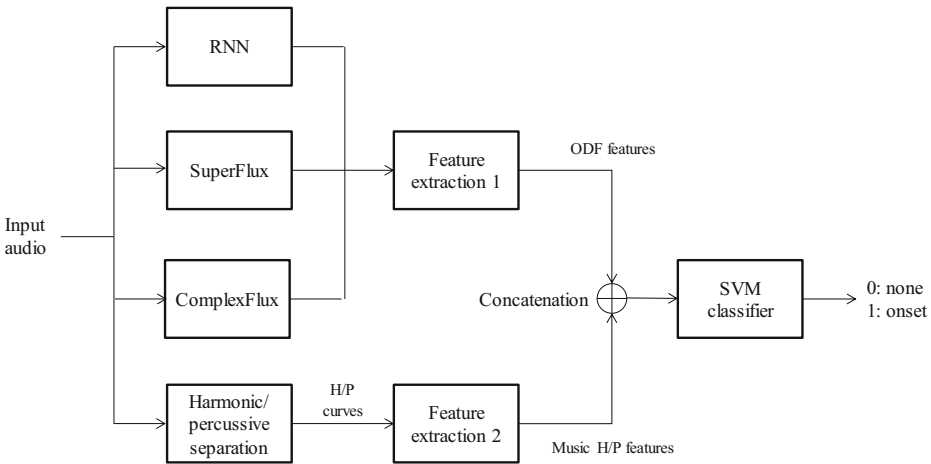 RNN
SuperFlux
Feature
extraction 1
ODF features
Input
audio
ComplexFlux
Concatenation
SVM
classifier
0: none
1: onset
Harmonic/
percussive
separation
H/P
curves
Feature
extraction 2
Music H/P features